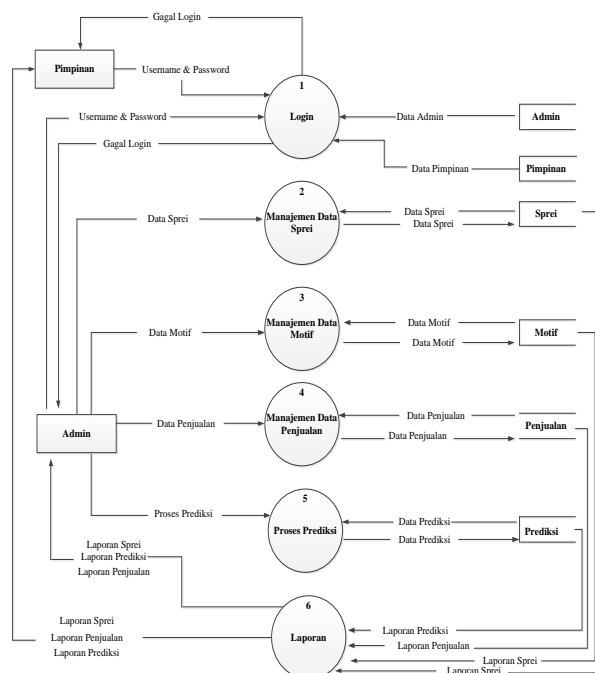 Gagal Login
Pimpinan
Username & Password
1
Login
Username & Password
Gagal Login
Data Admin
Admin
Data Pimpinan
Pimpinan
2
Manajemen Data
Sprei
Data Sprei
Data Sprei
Data Sprei
Sprei
3
Manajemen Data
Motif
Data Motif
Data Motif
Data Motif
Motif
4
Manajemen Data
Penjualan
Data Penjualan
Data Penjualan
Data Penjualan
Penjualan
Admin
5
Proses Prediksi
Proses Prediksi
Data Prediksi
Data Prediksi
Prediksi
Laporan Sprei
Laporan Prediksi
Laporan Penjualan
6
Laporan
Laporan Sprei
Laporan Penjualan
Laporan Prediksi
Laporan Prediksi
Laporan Penjualan
Laporan Sprei
Laporan Sprei